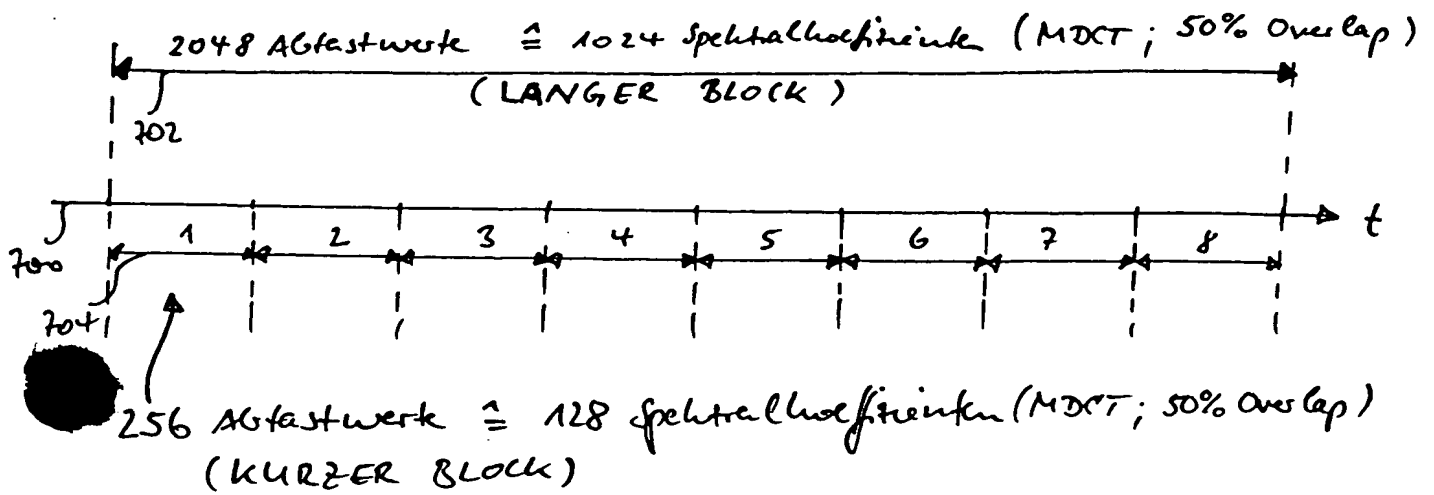 2048 Abtastwerte ≙ 1024 Spektralkoeffizienten (MDCT; 50% Overlap)
(LANGER BLOCK)
702
t
1 2 3 4 5 6 7 8
700
704
256 Abtastwerte ≙ 128 Spektralkoeffizienten (MDCT; 50% Overlap)
(KURZER BLOCK)